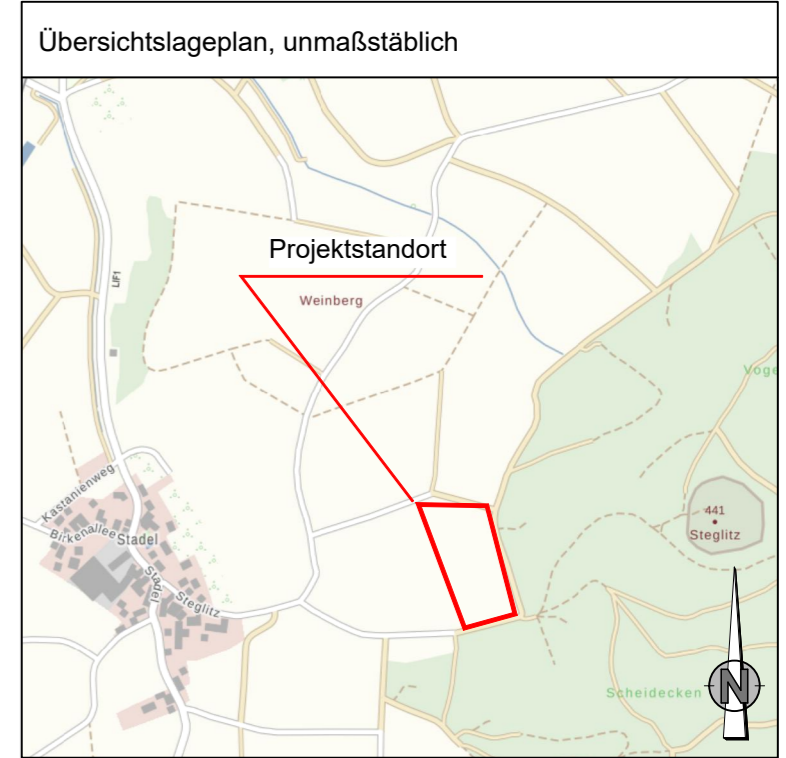 Übersichtslageplan, unmaßstäblich
Projektstandort
LIF1
Weinberg
Voge
Kastanienweg
Birkenallee
Stadel
441
Steglitz
Stadel
Steglitz
Scheidecken
N